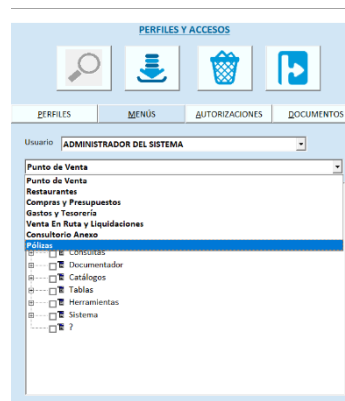 PERFILES Y ACCESOS
PERFILES MENÚS AUTORIZACIONES DOCUMENTOS
Usuario ADMINISTRADOR DEL SISTEMA
Punto de Venta
Punto de Venta
Restaurantes
Compras y Presupuestos
Gastos y Tesorería
Venta En Ruta y Liquidaciones
Consultorio Anexo
Pólizas
Consultas
Documentador
Catálogos
Tablas
Herramientas
Sistema
?